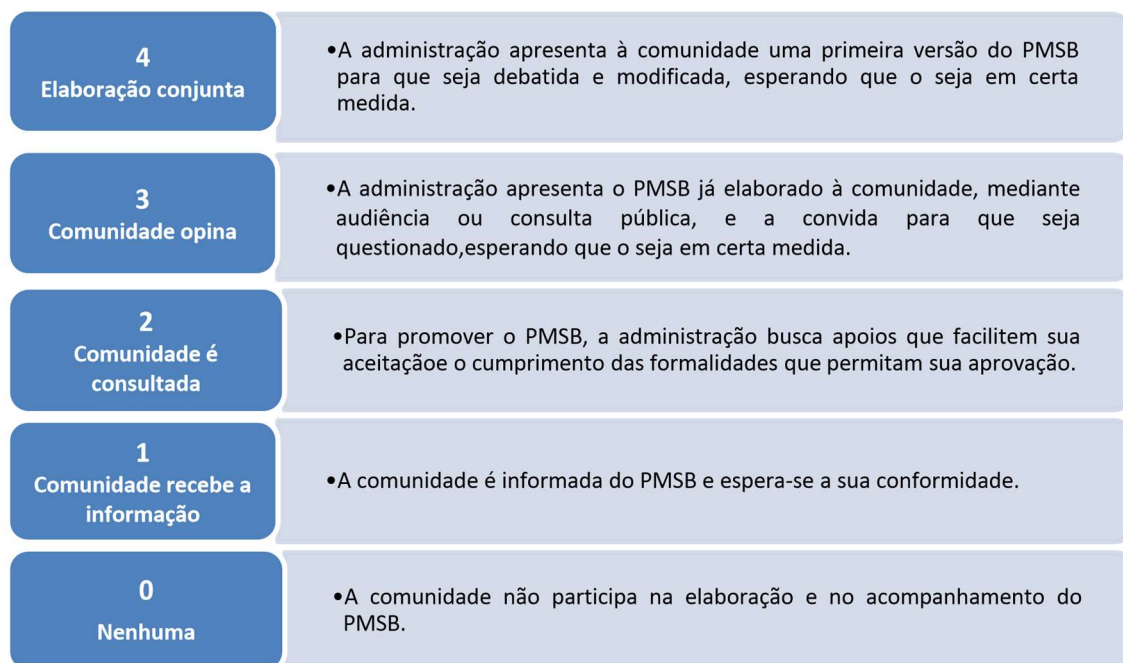 4
Elaboração conjunta
•A administração apresenta à comunidade uma primeira versão do PMSB
para que seja debatida e modificada, esperando que o seja em certa
medida.
3
Comunidade opina
•A administração apresenta o PMSB já elaborado à comunidade, mediante
audiência ou consulta pública, e a convida para que seja
questionado,esperando que o seja em certa medida.
2
Comunidade é
consultada
•Para promover o PMSB, a administração busca apoios que facilitem sua
aceitaçãoe o cumprimento das formalidades que permitam sua aprovação.
1
Comunidade recebe a
informação
•A comunidade é informada do PMSB e espera-se a sua conformidade.
0
Nenhuma
•A comunidade não participa na elaboração e no acompanhamento do
PMSB.